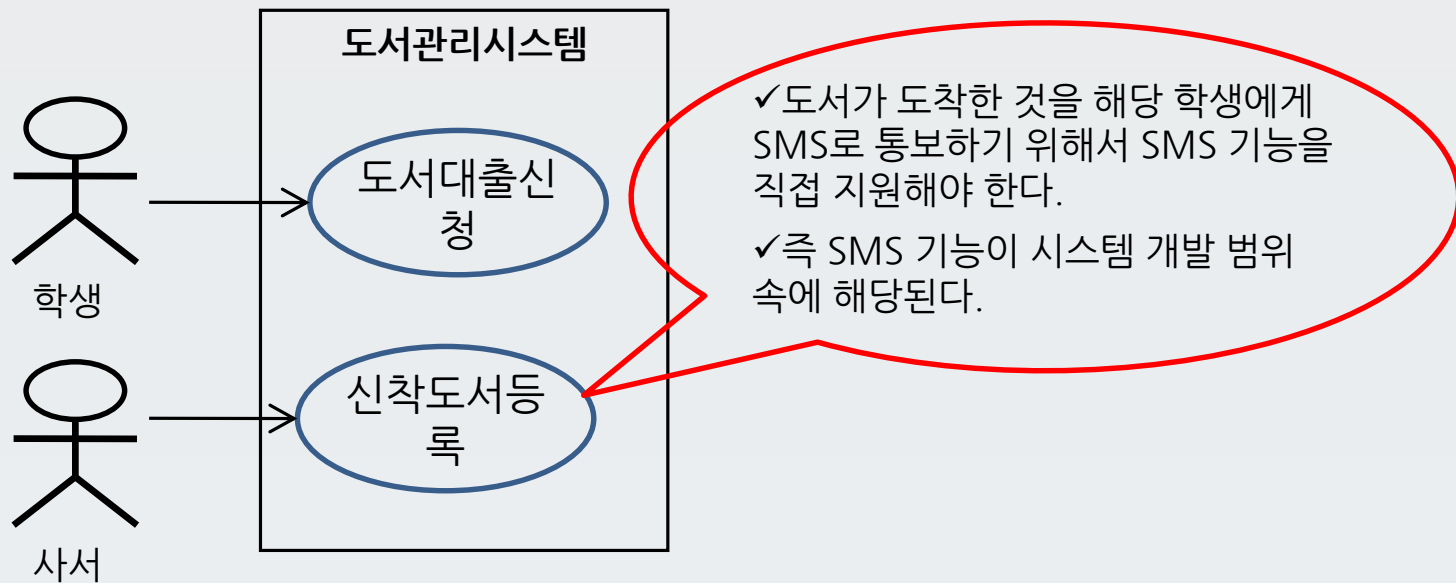 도서관리시스템
도서대출신
청
신착도서등
록
학생
사서
✓도서가 도착한 것을 해당 학생에게
SMS로 통보하기 위해서 SMS 기능을
직접 지원해야 한다.
✓즉 SMS 기능이 시스템 개발 범위
속에 해당된다.